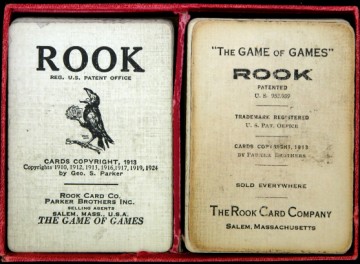 ROOK
REG. U.S. PATENT OFFICE
CARDS COPYRIGHT, 1913
Copyrights 1910, 1912, 1913, 1916, 1917, 1919, 1924
by Geo. S. Parker
ROOK CARD CO.
PARKER BROTHERS INC.
SELLING AGENTS
SALEM, MASS., U.S.A.
THE GAME OF GAMES
"THE GAME OF GAMES"
ROOK
PATENTED
U. S.
TRADEMARK REGISTERED
U. S. PAT. OFFICE
CARDS COPYRIGHT, 1913
BY PARKER BROTHERS
SOLD EVERYWHERE
THE ROOK CARD COMPANY
SALEM, MASSACHUSETTS